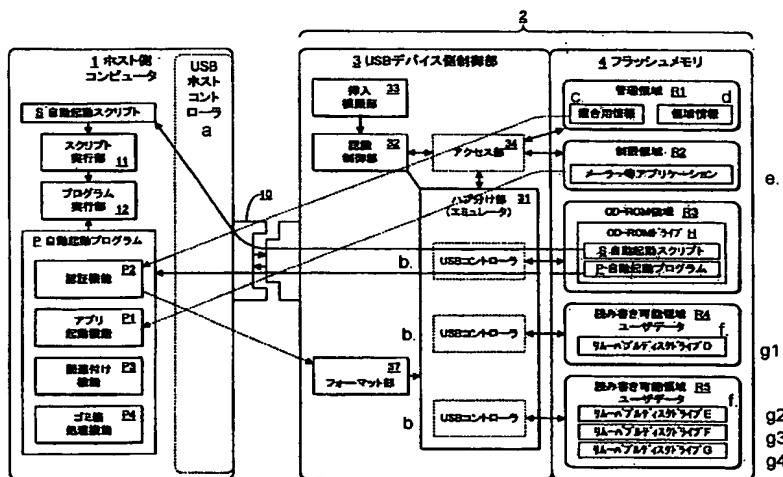 2
1 ホスト側
コンピュータ
USB
ホスト
コント
ローラ
a
S 自動起動スクリプト
スクリプト
実行部
11
プログラム
実行部
12
P 自動起動プログラム
認証機能
P2
アプリ
起動機能
P1
関連付け
機能
P3
ゴミ箱
処理機能
P4
10
3 USBデバイス側制御部
挿入
模擬部
33
認識
制御部
32
アクセス部
34
ハブ分け部
31
(エミュレータ)
b.
USBコントローラ
b.
USBコントローラ
b
USBコントローラ
フォーマット部
37
4 フラッシュメモリ
管理領域 R1
c.
照合用情報
d
領域情報
制限領域 R2
メーラー等アプリケーション
e.
CD-ROM領域 R3
CD-ROMドライブ H
S 自動起動スクリプト
P 自動起動プログラム
読み書き可能領域 R4
ユーザデータ
f.
リムーバブルディスクドライブD
g1
読み書き可能領域 R5
ユーザデータ
f.
リムーバブルディスクドライブE
g2
リムーバブルディスクドライブF
g3
リムーバブルディスクドライブG
g4